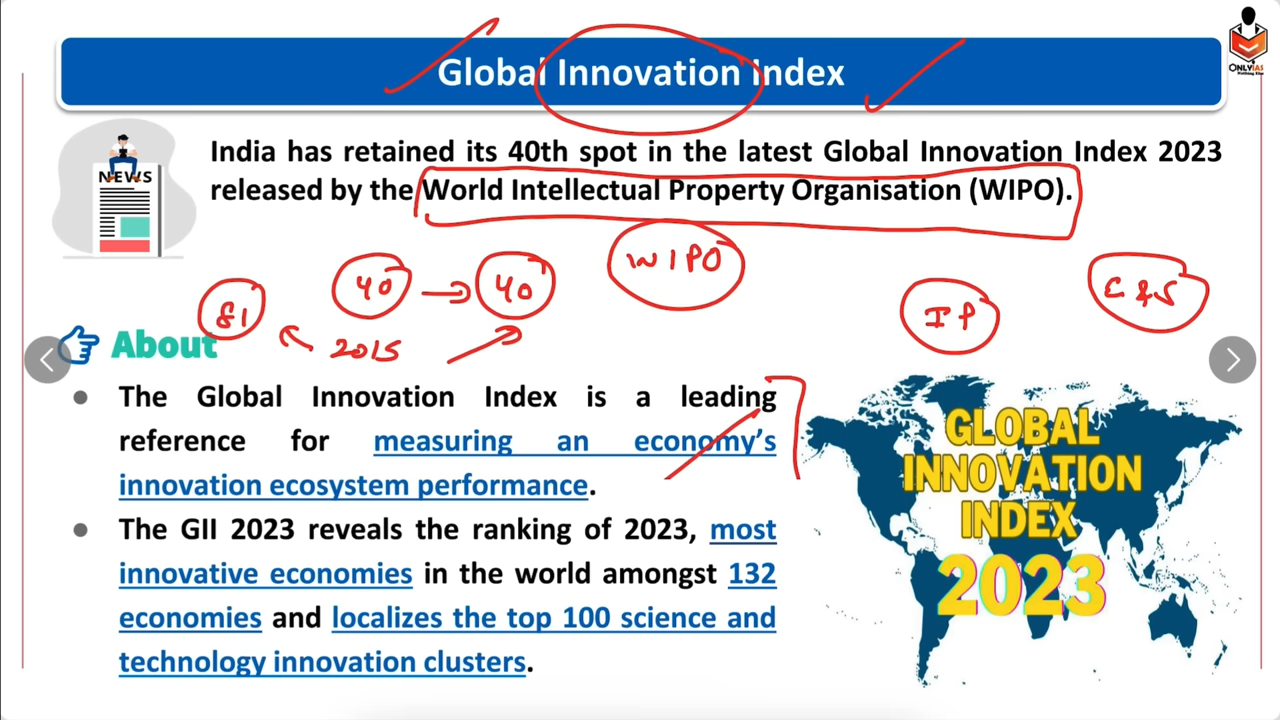 Global Innovation Index
ONLYIAS
Nothing Else
India has retained its 40th spot in the latest Global Innovation Index 2023
released by the World Intellectual Property Organisation (WIPO).
NEWS
WIPO
81
40
40
2015
IP
About
The Global Innovation Index is a leading
reference for measuring an economy's
innovation ecosystem performance.
The GII 2023 reveals the ranking of 2023, most
innovative economies in the world amongst 132
economies and localizes the top 100 science and
technology innovation clusters.
GLOBAL
INNOVATION
INDEX
2023